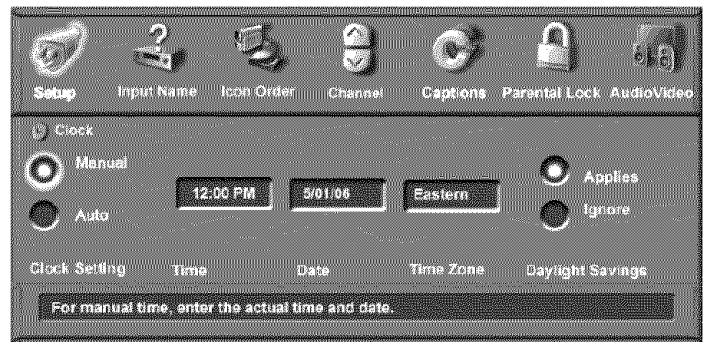 Setup Input Name Icon Order Channel Captions Parental Lock AudioVideo
Clock
Manual
Auto
12:00 PM 5/01/06 Eastern
Applies
Ignore
Clock Setting Time Date Time Zone Daylight Savings
For manual time, enter the actual time and date.